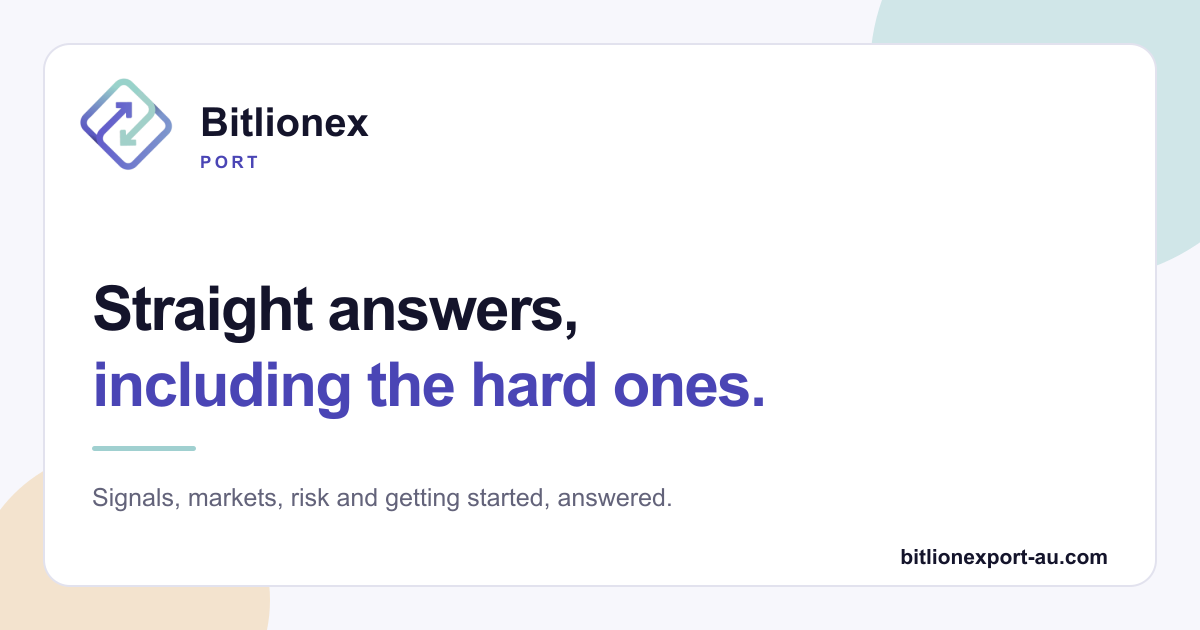 Bitlionex
PORT
Straight answers,
including the hard ones.
Signals, markets, risk and getting started, answered.
bitlionexport-au.com